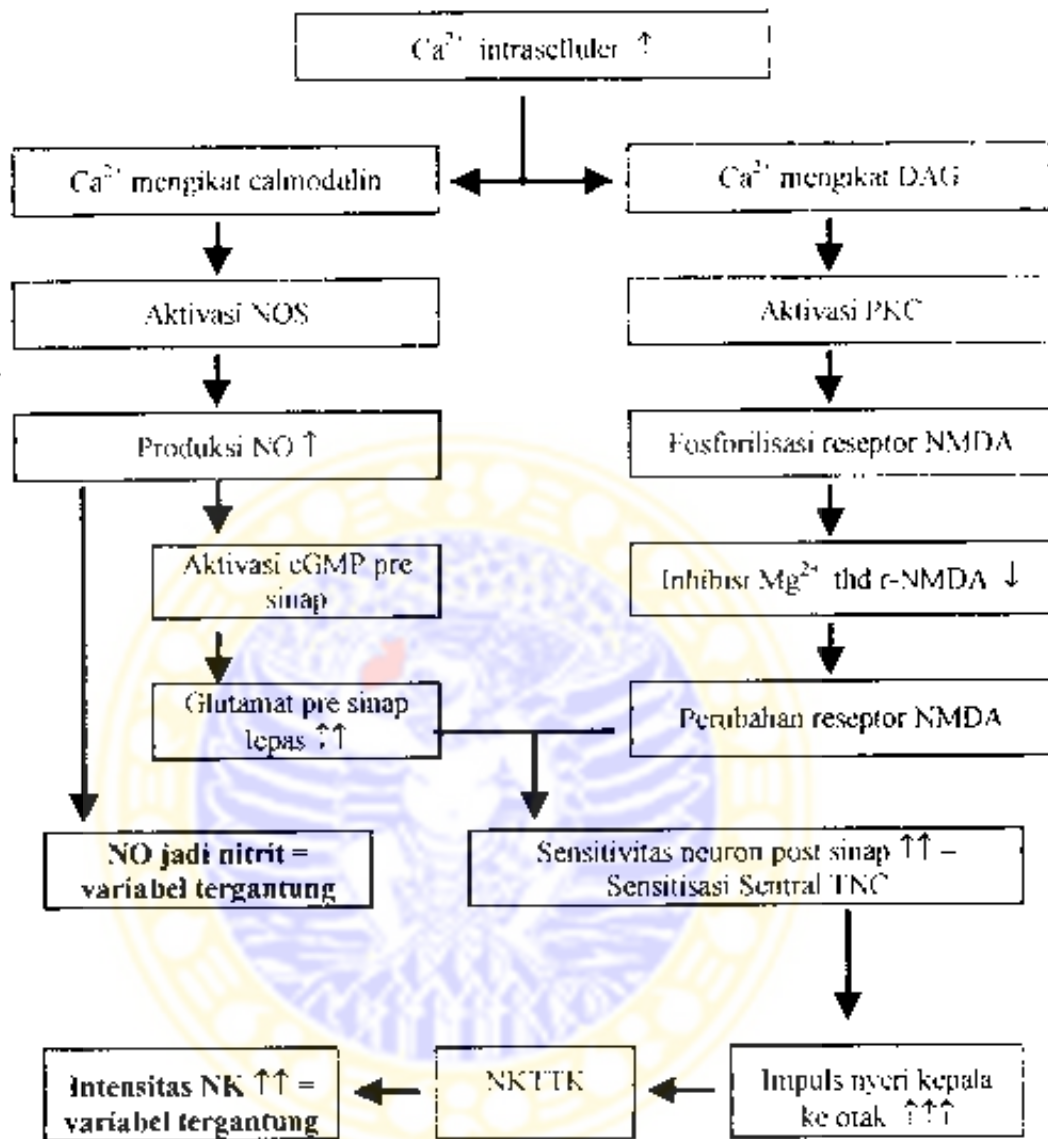 Ca²⁺ intraselluler ↑
Ca²⁺ mengikat calmodulin
Ca²⁺ mengikat DAG
Aktivasi NOS
Aktivasi PKC
Produksi NO ↑
Fosforilisasi reseptor NMDA
Aktivasi cGMP pre
sinap
Inhibisi Mg²⁺ thd r-NMDA ↓
Glutamat pre sinap
lepas ↑↑
Perubahan reseptor NMDA
NO jadi nitrit =
variabel tergantung
Sensitivitas neuron post sinap ↑↑ =
Sensitisasi Sentral TNC
Intensitas NK ↑↑ =
variabel tergantung
NKTTK
Impuls nyeri kepala
ke otak ↑↑↑